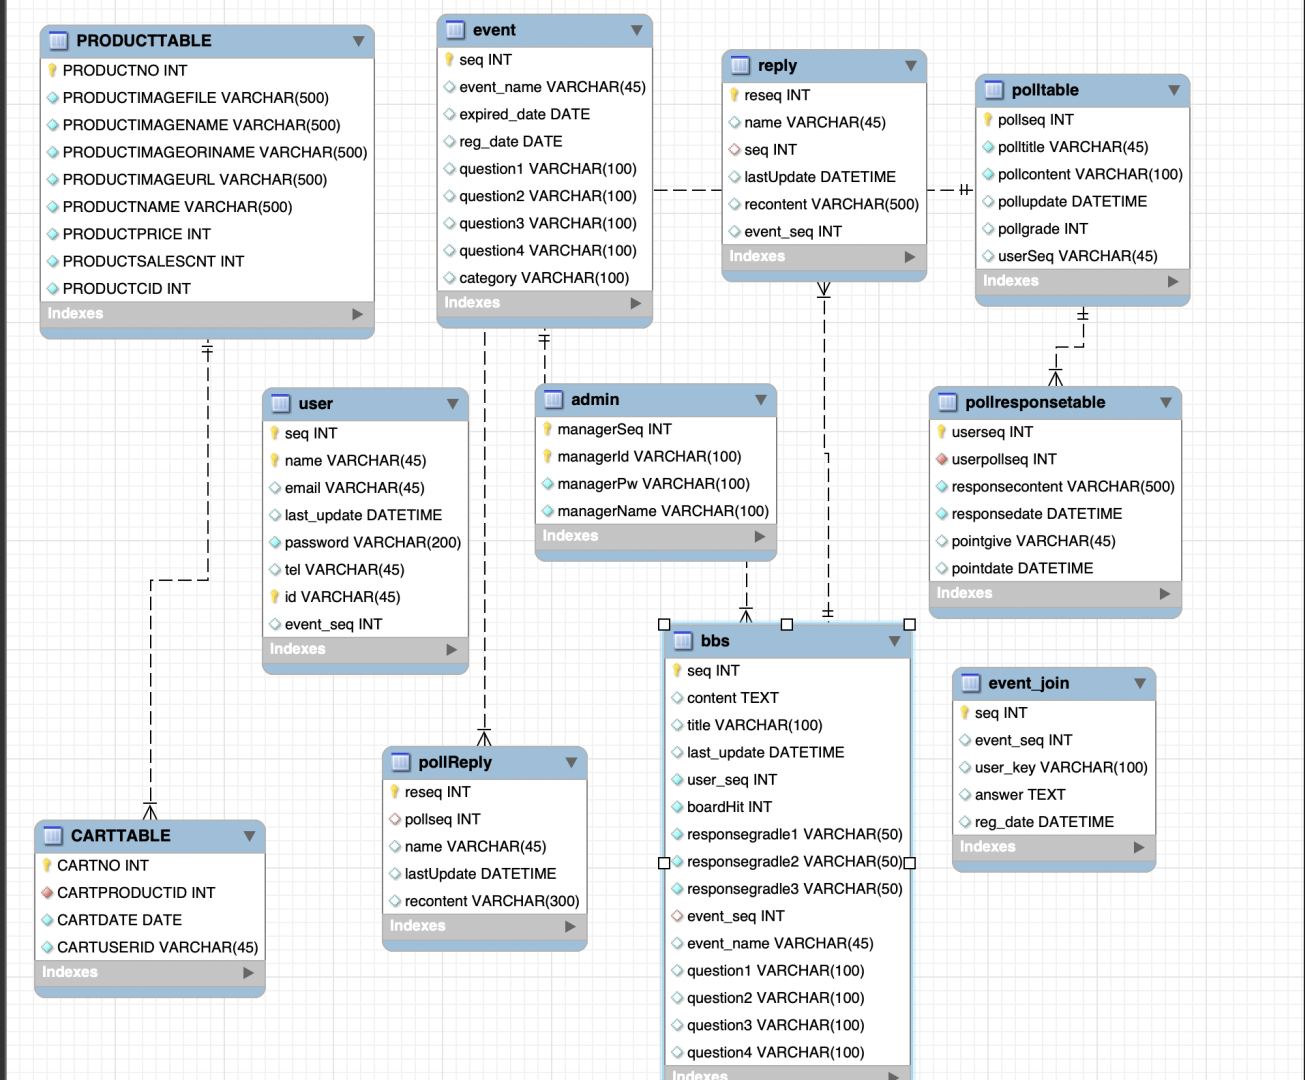 PRODUCTTABLE
PRODUCTNO INT
PRODUCTIMAGEFILE VARCHAR(500)
PRODUCTIMAGENAME VARCHAR(500)
PRODUCTIMAGEORINAME VARCHAR(500)
PRODUCTIMAGEURL VARCHAR(500)
PRODUCTNAME VARCHAR(500)
PRODUCTPRICE INT
PRODUCTSALESCNT INT
PRODUCTCID INT
Indexes
event
seq INT
event_name VARCHAR(45)
expired_date DATE
reg_date DATE
question1 VARCHAR(100)
question2 VARCHAR(100)
question3 VARCHAR(100)
question4 VARCHAR(100)
category VARCHAR(100)
Indexes
reply
reseq INT
name VARCHAR(45)
seq INT
lastUpdate DATETIME
recontent VARCHAR(500)
event_seq INT
Indexes
polltable
pollseq INT
polltitle VARCHAR(45)
pollcontent VARCHAR(100)
pollupdate DATETIME
pollgrade INT
userSeq VARCHAR(45)
Indexes
user
seq INT
name VARCHAR(45)
email VARCHAR(45)
last_update DATETIME
password VARCHAR(200)
tel VARCHAR(45)
id VARCHAR(45)
event_seq INT
Indexes
admin
managerSeq INT
managerId VARCHAR(100)
managerPw VARCHAR(100)
managerName VARCHAR(100)
Indexes
pollresponsetable
userseq INT
userpollseq INT
responsecontent VARCHAR(500)
responsedate DATETIME
pointgive VARCHAR(45)
pointdate DATETIME
Indexes
bbs
seq INT
content TEXT
title VARCHAR(100)
last_update DATETIME
user_seq INT
boardHit INT
responsegradle1 VARCHAR(50)
responsegradle2 VARCHAR(50)
responsegradle3 VARCHAR(50)
event_seq INT
event_name VARCHAR(45)
question1 VARCHAR(100)
question2 VARCHAR(100)
question3 VARCHAR(100)
question4 VARCHAR(100)
Indexes
event_join
seq INT
event_seq INT
user_key VARCHAR(100)
answer TEXT
reg_date DATETIME
Indexes
pollReply
reseq INT
pollseq INT
name VARCHAR(45)
lastUpdate DATETIME
recontent VARCHAR(300)
Indexes
CARTTABLE
CARTNO INT
CARTPRODUCTID INT
CARTDATE DATE
CARTUSERID VARCHAR(45)
Indexes